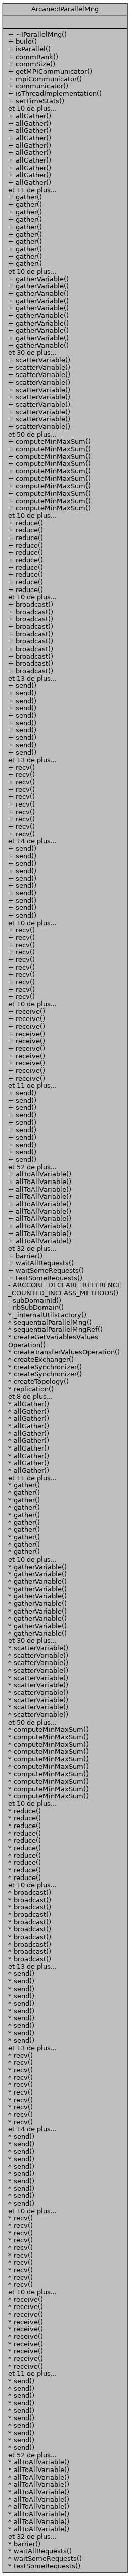 Arcane::IParallelMng
+ ~IParallelMng()
+ build()
+ isParallel()
+ commRank()
+ commSize()
+ getMPICommunicator()
+ mpiCommunicator()
+ communicator()
+ isThreadImplementation()
+ setTimeStats()
et 10 de plus...
+ allGather()
+ allGather()
+ allGather()
+ allGather()
+ allGather()
+ allGather()
+ allGather()
+ allGather()
+ allGather()
+ allGather()
et 11 de plus...
+ gather()
+ gather()
+ gather()
+ gather()
+ gather()
+ gather()
+ gather()
+ gather()
+ gather()
+ gather()
et 10 de plus...
+ gatherVariable()
+ gatherVariable()
+ gatherVariable()
+ gatherVariable()
+ gatherVariable()
+ gatherVariable()
+ gatherVariable()
+ gatherVariable()
+ gatherVariable()
+ gatherVariable()
et 30 de plus...
+ scatterVariable()
+ scatterVariable()
+ scatterVariable()
+ scatterVariable()
+ scatterVariable()
+ scatterVariable()
+ scatterVariable()
+ scatterVariable()
+ scatterVariable()
+ scatterVariable()
et 50 de plus...
+ computeMinMaxSum()
+ computeMinMaxSum()
+ computeMinMaxSum()
+ computeMinMaxSum()
+ computeMinMaxSum()
+ computeMinMaxSum()
+ computeMinMaxSum()
+ computeMinMaxSum()
+ computeMinMaxSum()
+ computeMinMaxSum()
et 10 de plus...
+ reduce()
+ reduce()
+ reduce()
+ reduce()
+ reduce()
+ reduce()
+ reduce()
+ reduce()
+ reduce()
+ reduce()
et 10 de plus...
+ broadcast()
+ broadcast()
+ broadcast()
+ broadcast()
+ broadcast()
+ broadcast()
+ broadcast()
+ broadcast()
+ broadcast()
+ broadcast()
et 13 de plus...
+ send()
+ send()
+ send()
+ send()
+ send()
+ send()
+ send()
+ send()
+ send()
+ send()
et 13 de plus...
+ recv()
+ recv()
+ recv()
+ recv()
+ recv()
+ recv()
+ recv()
+ recv()
+ recv()
+ recv()
et 14 de plus...
+ send()
+ send()
+ send()
+ send()
+ send()
+ send()
+ send()
+ send()
+ send()
+ send()
et 10 de plus...
+ recv()
+ recv()
+ recv()
+ recv()
+ recv()
+ recv()
+ recv()
+ recv()
+ recv()
+ recv()
et 10 de plus...
+ receive()
+ receive()
+ receive()
+ receive()
+ receive()
+ receive()
+ receive()
+ receive()
+ receive()
+ receive()
et 11 de plus...
+ send()
+ send()
+ send()
+ send()
+ send()
+ send()
+ send()
+ send()
+ send()
+ send()
et 52 de plus...
+ allToAllVariable()
+ allToAllVariable()
+ allToAllVariable()
+ allToAllVariable()
+ allToAllVariable()
+ allToAllVariable()
+ allToAllVariable()
+ allToAllVariable()
+ allToAllVariable()
+ allToAllVariable()
et 32 de plus...
+ barrier()
+ waitAllRequests()
+ waitSomeRequests()
+ testSomeRequests()
- ARCCORE_DECLARE_REFERENCE
_COUNTED_INCLASS_METHODS()
~ subDomainId()
~ nbSubDomain()
* _internalUtilsFactory()
* sequentialParallelMng()
* sequentialParallelMngRef()
* createGetVariablesValues
Operation()
* createTransferValuesOperation()
* createExchanger()
* createSynchronizer()
* createSynchronizer()
* createTopology()
* replication()
et 8 de plus...
* allGather()
* allGather()
* allGather()
* allGather()
* allGather()
* allGather()
* allGather()
* allGather()
* allGather()
* allGather()
et 11 de plus...
* gather()
* gather()
* gather()
* gather()
* gather()
* gather()
* gather()
* gather()
* gather()
* gather()
et 10 de plus...
* gatherVariable()
* gatherVariable()
* gatherVariable()
* gatherVariable()
* gatherVariable()
* gatherVariable()
* gatherVariable()
* gatherVariable()
* gatherVariable()
* gatherVariable()
et 30 de plus...
* scatterVariable()
* scatterVariable()
* scatterVariable()
* scatterVariable()
* scatterVariable()
* scatterVariable()
* scatterVariable()
* scatterVariable()
* scatterVariable()
* scatterVariable()
et 50 de plus...
* computeMinMaxSum()
* computeMinMaxSum()
* computeMinMaxSum()
* computeMinMaxSum()
* computeMinMaxSum()
* computeMinMaxSum()
* computeMinMaxSum()
* computeMinMaxSum()
* computeMinMaxSum()
* computeMinMaxSum()
et 10 de plus...
* reduce()
* reduce()
* reduce()
* reduce()
* reduce()
* reduce()
* reduce()
* reduce()
* reduce()
* reduce()
et 10 de plus...
* broadcast()
* broadcast()
* broadcast()
* broadcast()
* broadcast()
* broadcast()
* broadcast()
* broadcast()
* broadcast()
* broadcast()
et 13 de plus...
* send()
* send()
* send()
* send()
* send()
* send()
* send()
* send()
* send()
* send()
et 13 de plus...
* recv()
* recv()
* recv()
* recv()
* recv()
* recv()
* recv()
* recv()
* recv()
* recv()
et 14 de plus...
* send()
* send()
* send()
* send()
* send()
* send()
* send()
* send()
* send()
* send()
et 10 de plus...
* recv()
* recv()
* recv()
* recv()
* recv()
* recv()
* recv()
* recv()
* recv()
* recv()
et 10 de plus...
* receive()
* receive()
* receive()
* receive()
* receive()
* receive()
* receive()
* receive()
* receive()
* receive()
et 11 de plus...
* send()
* send()
* send()
* send()
* send()
* send()
* send()
* send()
* send()
* send()
et 52 de plus...
* allToAllVariable()
* allToAllVariable()
* allToAllVariable()
* allToAllVariable()
* allToAllVariable()
* allToAllVariable()
* allToAllVariable()
* allToAllVariable()
* allToAllVariable()
* allToAllVariable()
et 32 de plus...
* barrier()
* waitAllRequests()
* waitSomeRequests()
* testSomeRequests()